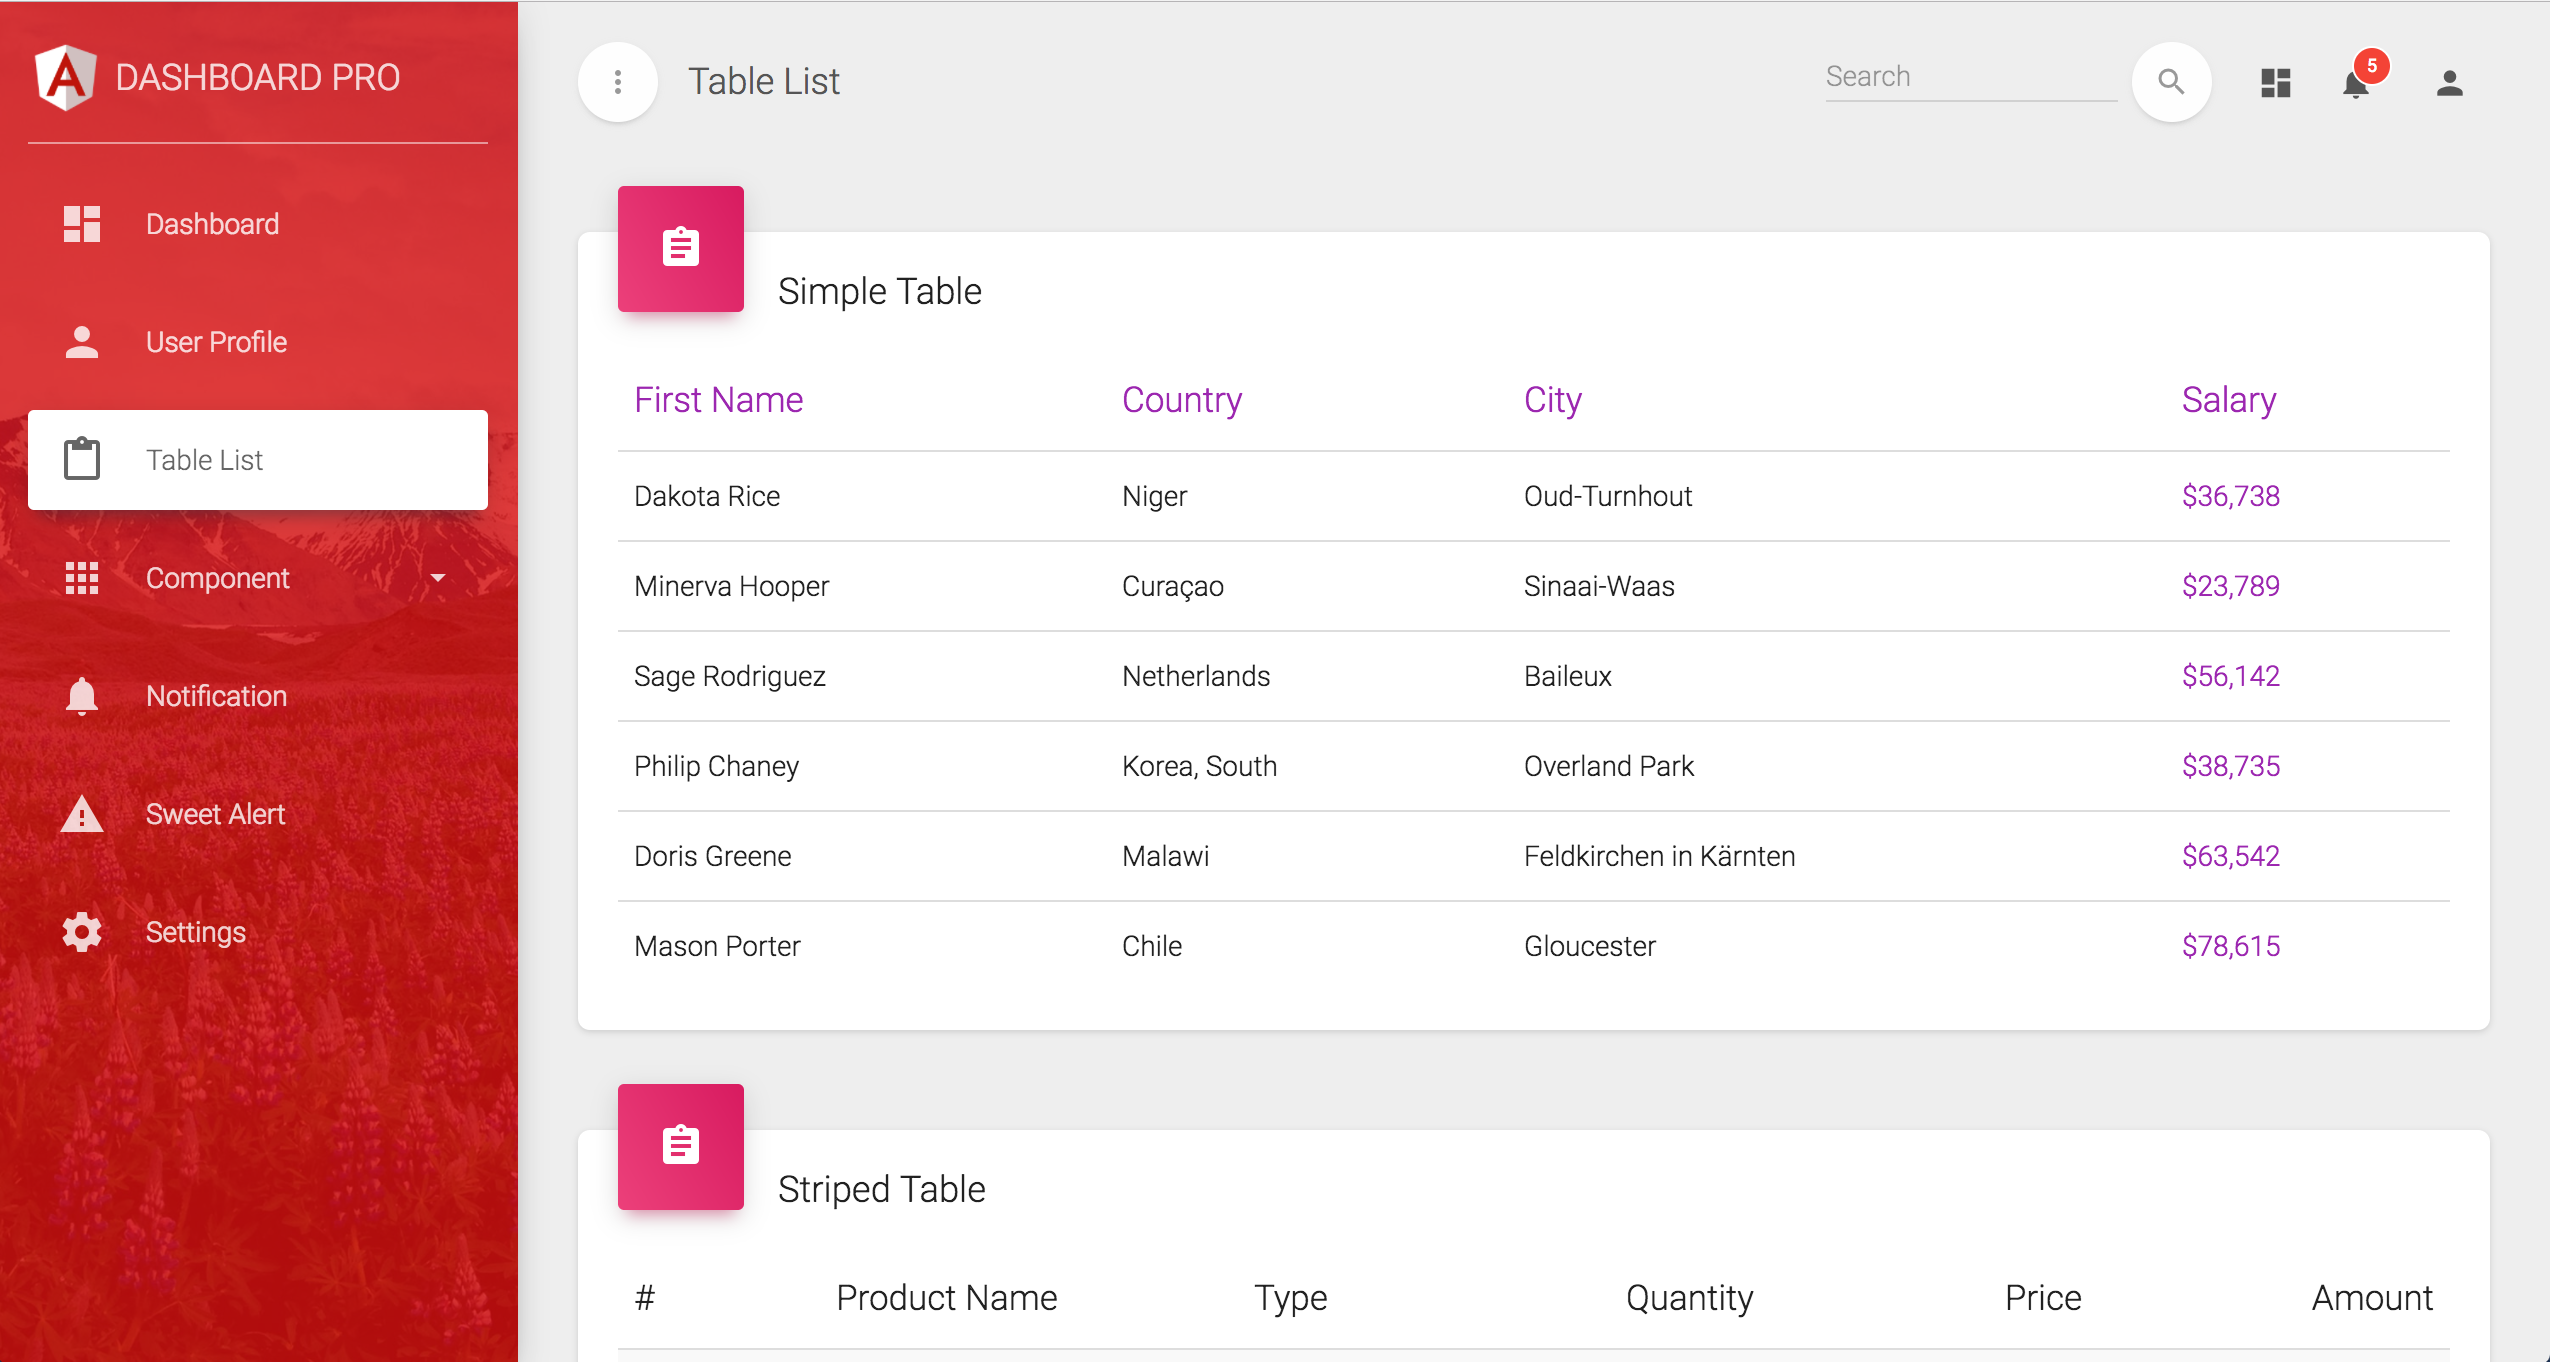 DASHBOARD PRO
Dashboard
User Profile
Table List
Component
Notification
Sweet Alert
Settings
Table List
Search
5
Simple Table
First Name Country City Salary
Dakota Rice Niger Oud-Turnhout $36,738
Minerva Hooper Curaçao Sinaai-Waas $23,789
Sage Rodriguez Netherlands Baileux $56,142
Philip Chaney Korea, South Overland Park $38,735
Doris Greene Malawi Feldkirchen in Kärnten $63,542
Mason Porter Chile Gloucester $78,615
Striped Table
# Product Name Type Quantity Price Amount